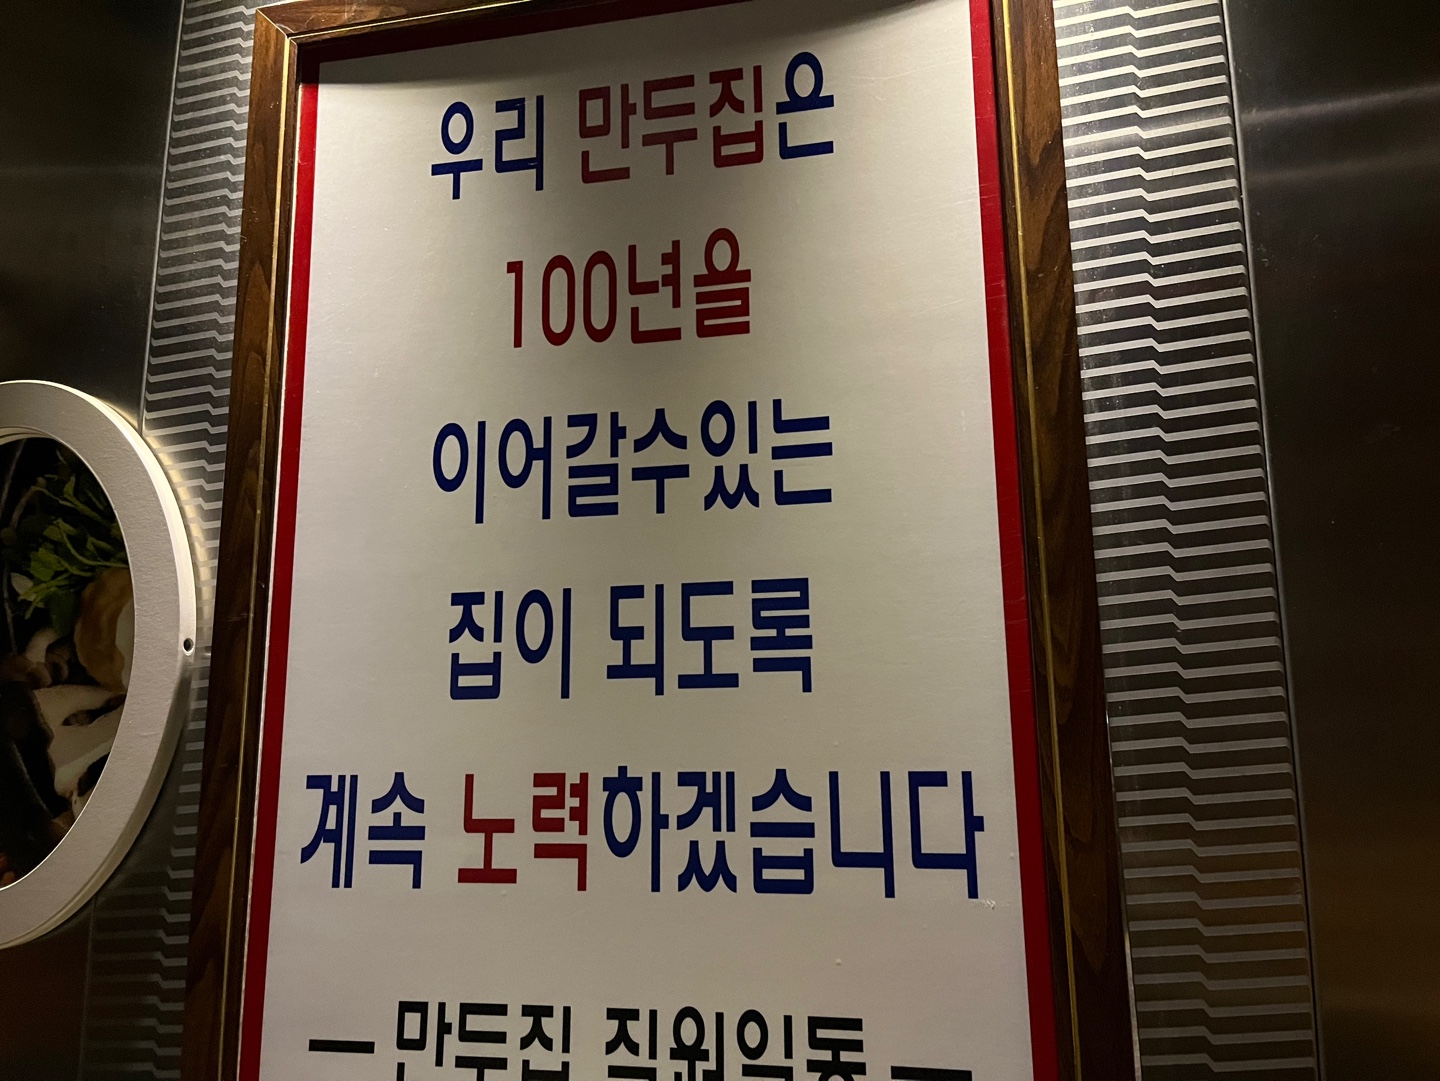 우리 만두집은
100년을
이어갈수있는
집이 되도록
계속 노력하겠습니다
— 만두집 직원일동 —